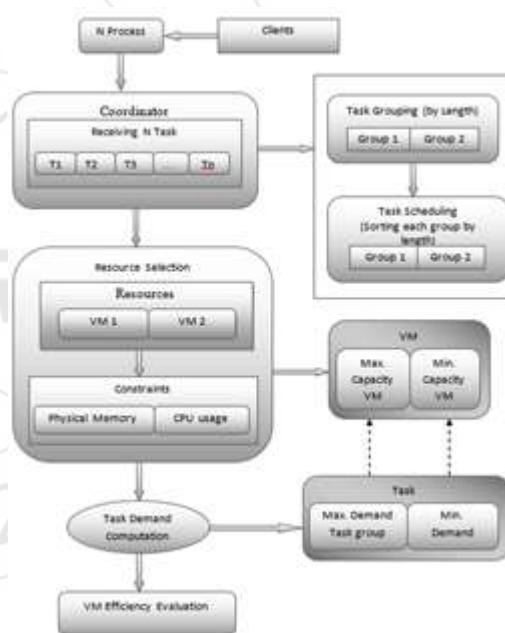 N Process
Clients
Coordinator
Receiving N Task
T1 T2 T3 ... Tn
Task Grouping (by Length)
Group 1 Group 2
Task Scheduling
(Sorting each group by
length)
Group 1 Group 2
Resource Selection
Resources
VM 1 VM 2
Constraints
Physical Memory CPU usage
VM
Max. Min.
Capacity Capacity
VM VM
Task
Max. Demand Min.
Task group Demand
Task Demand
Computation
VM Efficiency Evaluation